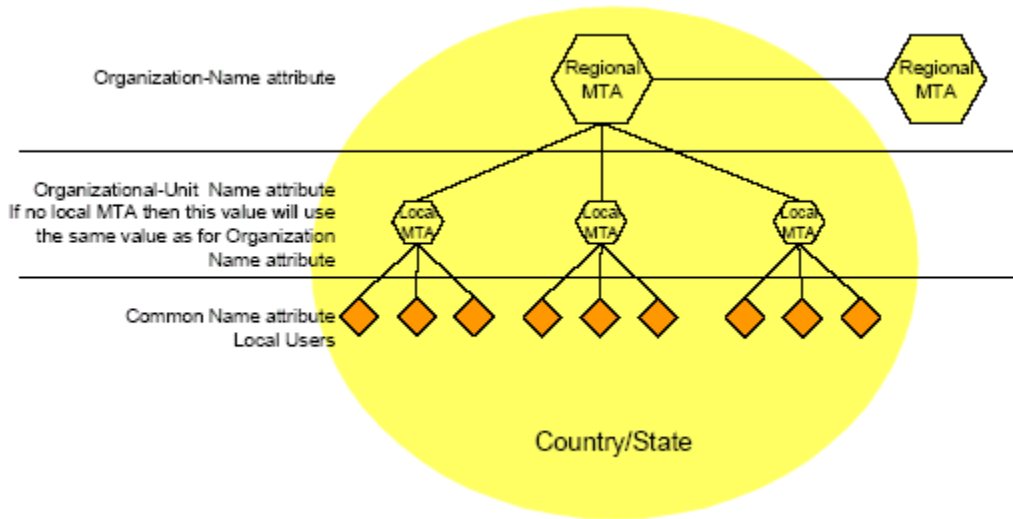 Organization-Name attribute
Regional
MTA
Regional
MTA
Organizational-Unit Name attribute
If no local MTA then this value will use
the same value as for Organization
Name attribute
Local
MTA
Local
MTA
Local
MTA
Common Name attribute
Local Users
Country/State